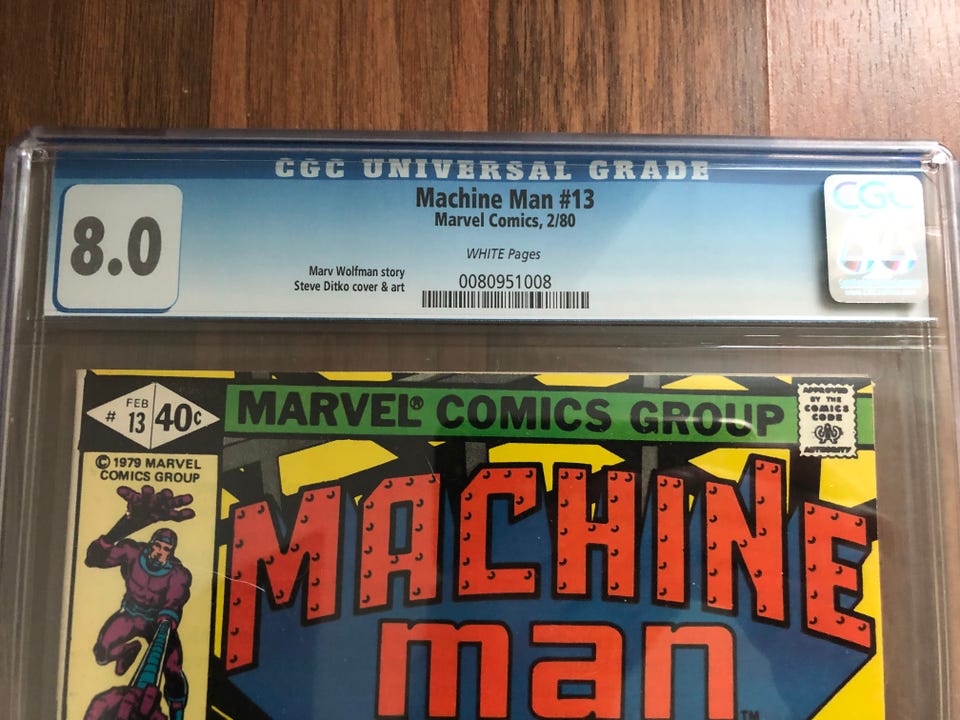 CGC UNIVERSAL GRADE
8.0
Machine Man #13
Marvel Comics, 2/80
WHITE Pages
Marv Wolfman story
Steve Ditko cover & art
0080951008
CGC
FEB
# 13
40¢
MARVEL® COMICS GROUP
APPROVED
BY THE
COMICS
CODE
AUTHORITY
© 1979 MARVEL
COMICS GROUP
MACHINE
man
TM